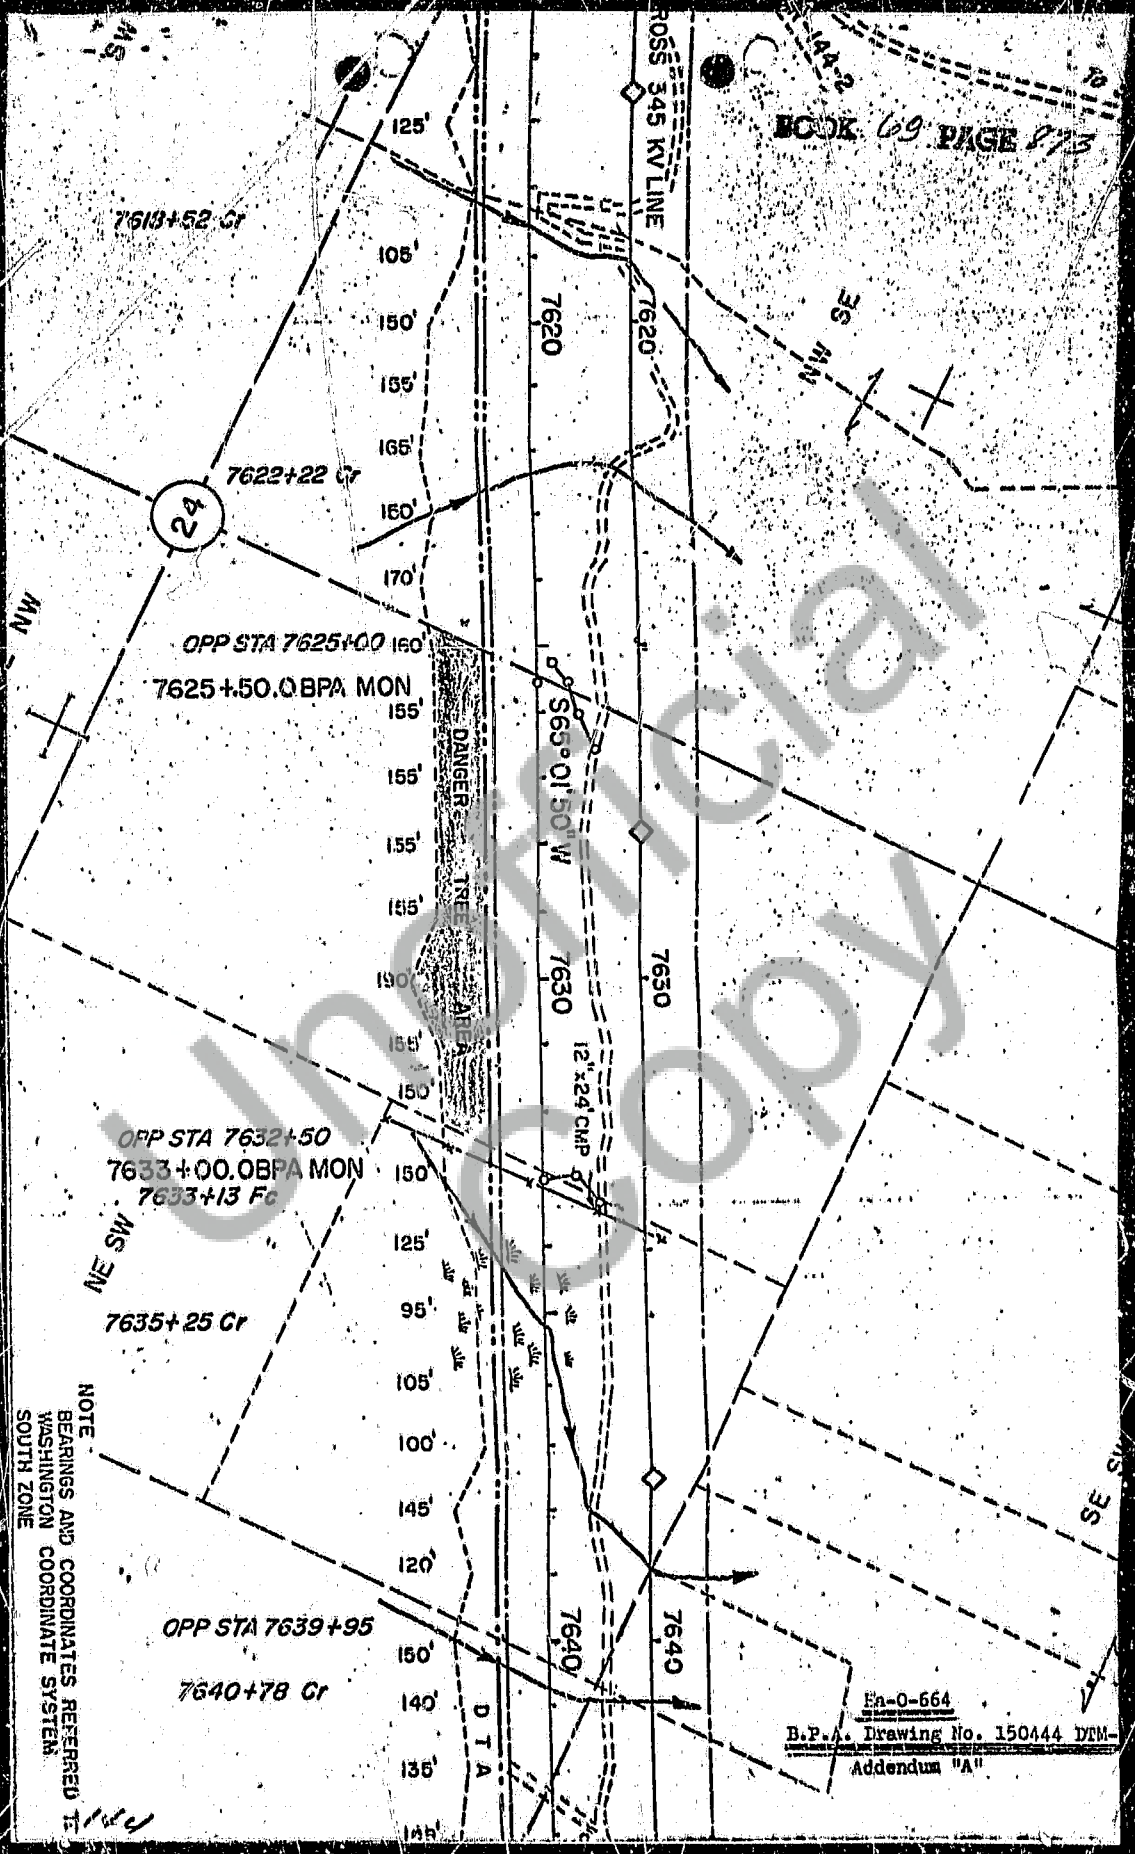 SW
ROSS 345 KV LINE
144-2
TO
BOOK 69 PAGE 873
125'
7618+52 Cr
105'
7620
7620
150'
SE
NW
155'
165'
7622+22 Cr
24
150'
170'
NW
OPP STA 7625+00
160'
7625+50.0 BPA MON
155'
S65°01'50"W
DANGER TREE AREA
155'
155'
155'
190'
7630
7630
155'
12"x24' CMP
150'
OPP STA 7632+50
7633+00.0 BPA MON
150'
7633+13 Fc
NE SW
125'
95'
7635+25 Cr
105'
100'
145'
SE
120'
OPP STA 7639+95
7640
7640
150'
7640+78 Cr
140'
D T A
135'
En-O-664
B.P.A. Drawing No. 150444 DTM-
Addendum "A"
NOTE
BEARINGS AND COORDINATES REFERRED T
WASHINGTON COORDINATE SYSTEM
SOUTH ZONE
Unofficial
Copy